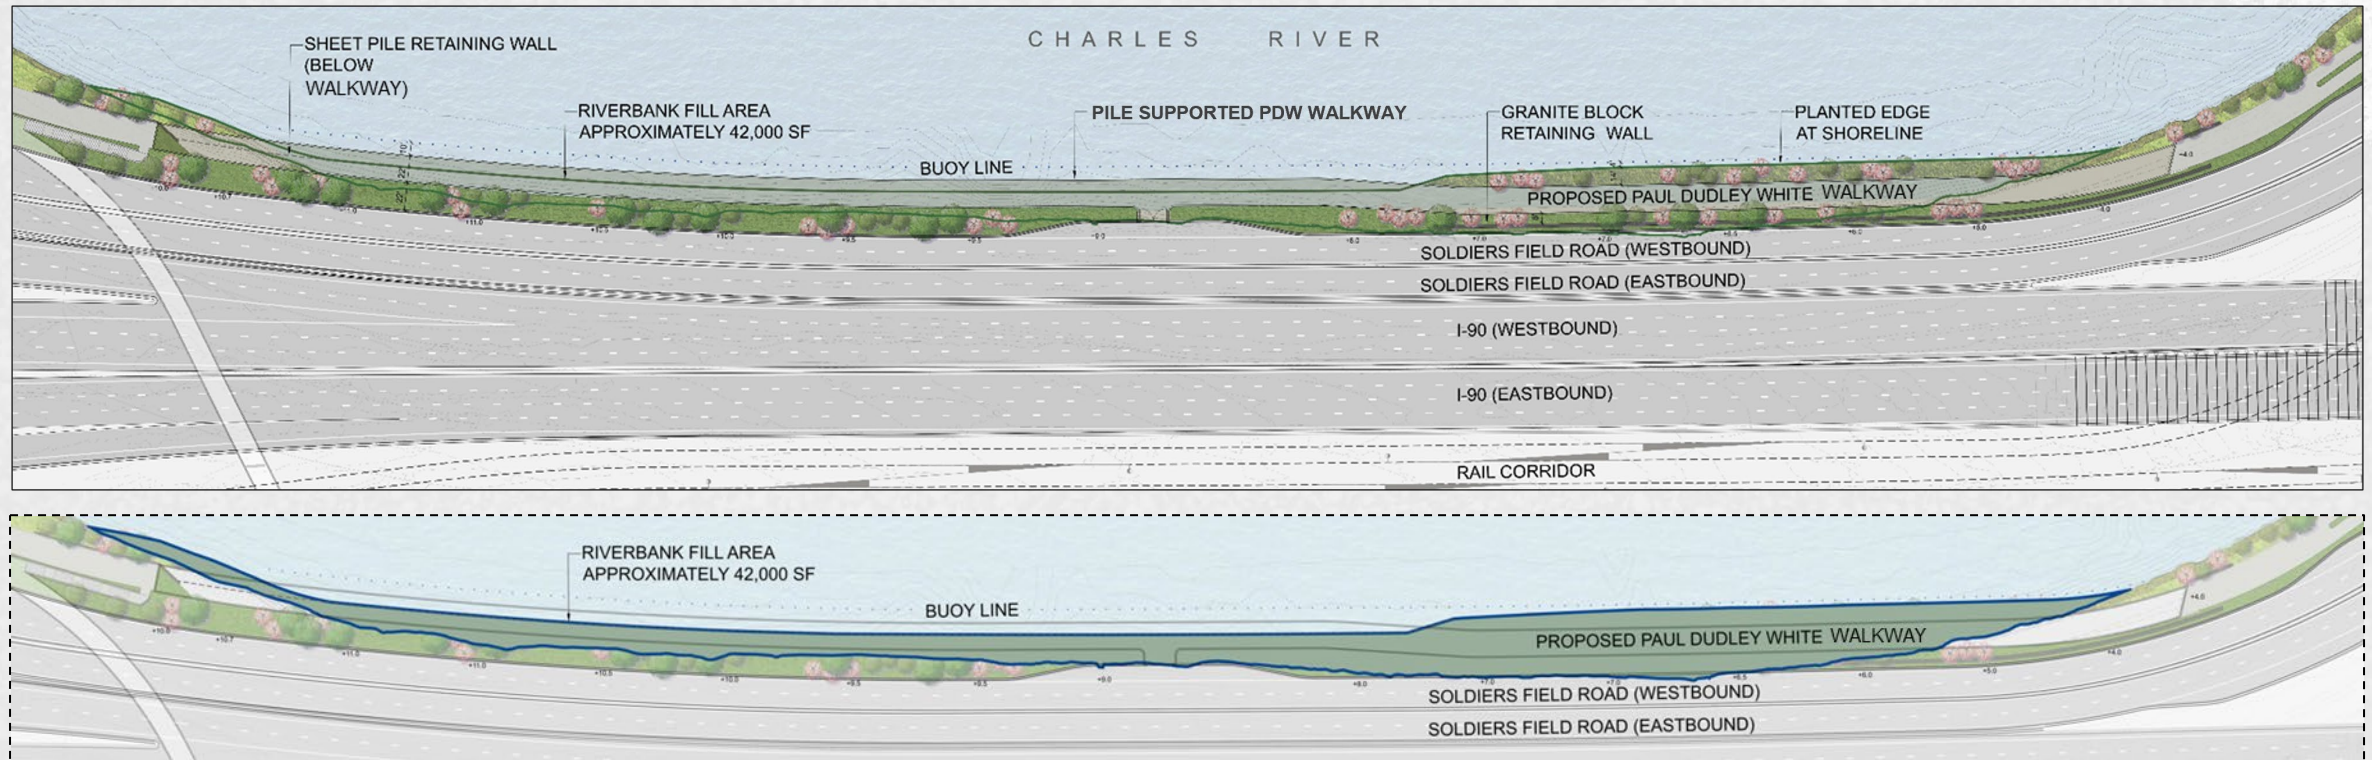 CHARLES RIVER
SHEET PILE RETAINING WALL
(BELOW
WALKWAY)
RIVERBANK FILL AREA
APPROXIMATELY 42,000 SF
PILE SUPPORTED PDW WALKWAY
GRANITE BLOCK
RETAINING WALL
PLANTED EDGE
AT SHORELINE
BUOY LINE
PROPOSED PAUL DUDLEY WHITE WALKWAY
SOLDIERS FIELD ROAD (WESTBOUND)
SOLDIERS FIELD ROAD (EASTBOUND)
I-90 (WESTBOUND)
I-90 (EASTBOUND)
RAIL CORRIDOR
RIVERBANK FILL AREA
APPROXIMATELY 42,000 SF
BUOY LINE
PROPOSED PAUL DUDLEY WHITE WALKWAY
SOLDIERS FIELD ROAD (WESTBOUND)
SOLDIERS FIELD ROAD (EASTBOUND)